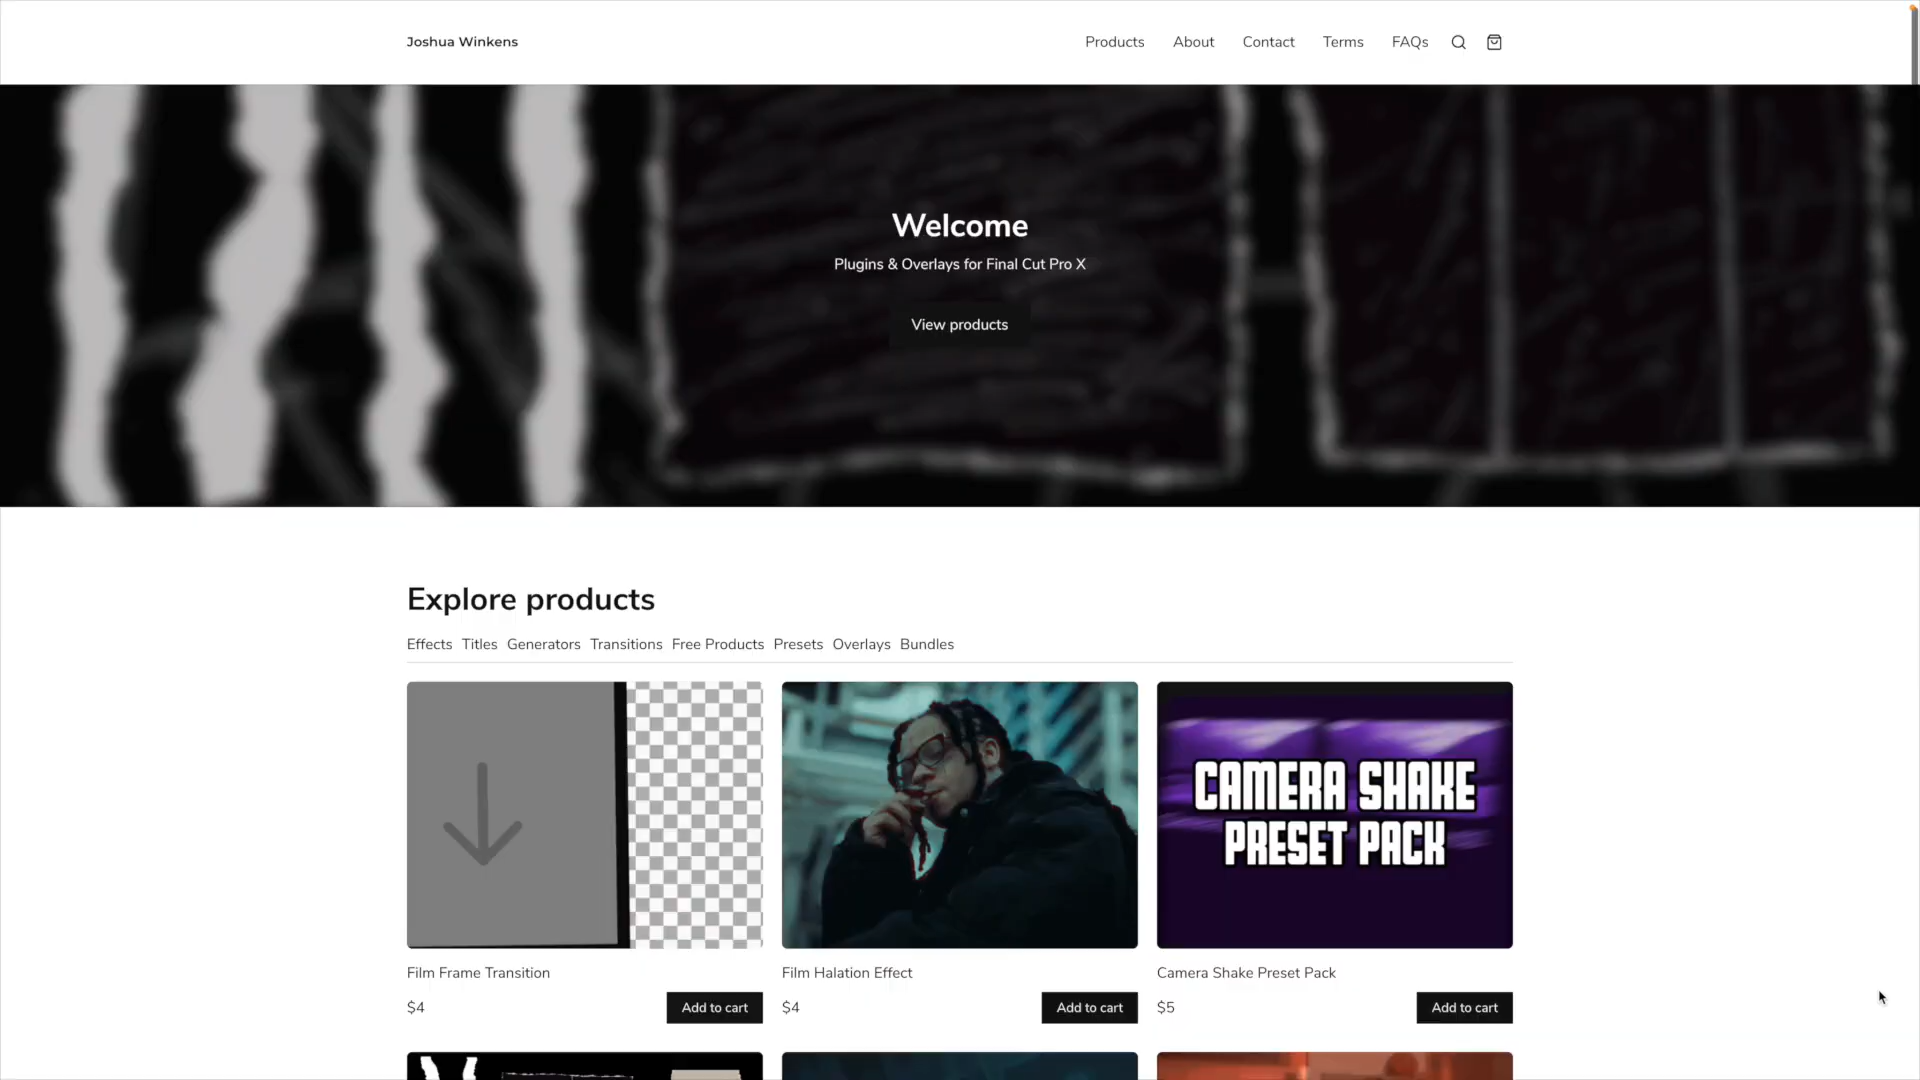 Joshua Winkens
Products About Contact Terms FAQs
Welcome
Plugins & Overlays for Final Cut Pro X
View products
Explore products
Effects Titles Generators Transitions Free Products Presets Overlays Bundles
CAMERA SHAKE
PRESET PACK
Film Frame Transition
$4
Add to cart
Film Halation Effect
$4
Add to cart
Camera Shake Preset Pack
$5
Add to cart